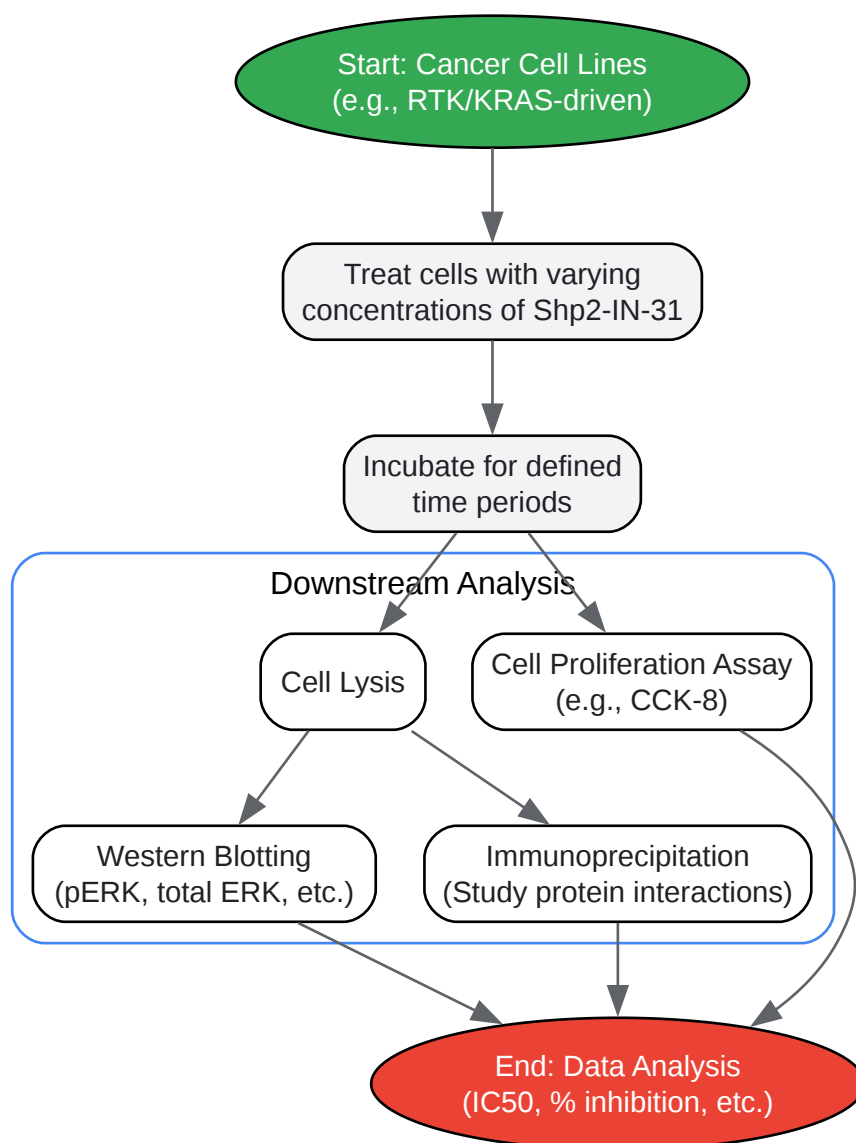 Start: Cancer Cell Lines
(e.g., RTK/KRAS-driven)
Treat cells with varying
concentrations of Shp2-IN-31
Incubate for defined
time periods
Downstream Analysis
Cell Lysis
Cell Proliferation Assay
(e.g., CCK-8)
Western Blotting
(pERK, total ERK, etc.)
Immunoprecipitation
(Study protein interactions)
End: Data Analysis
(IC50, % inhibition, etc.)